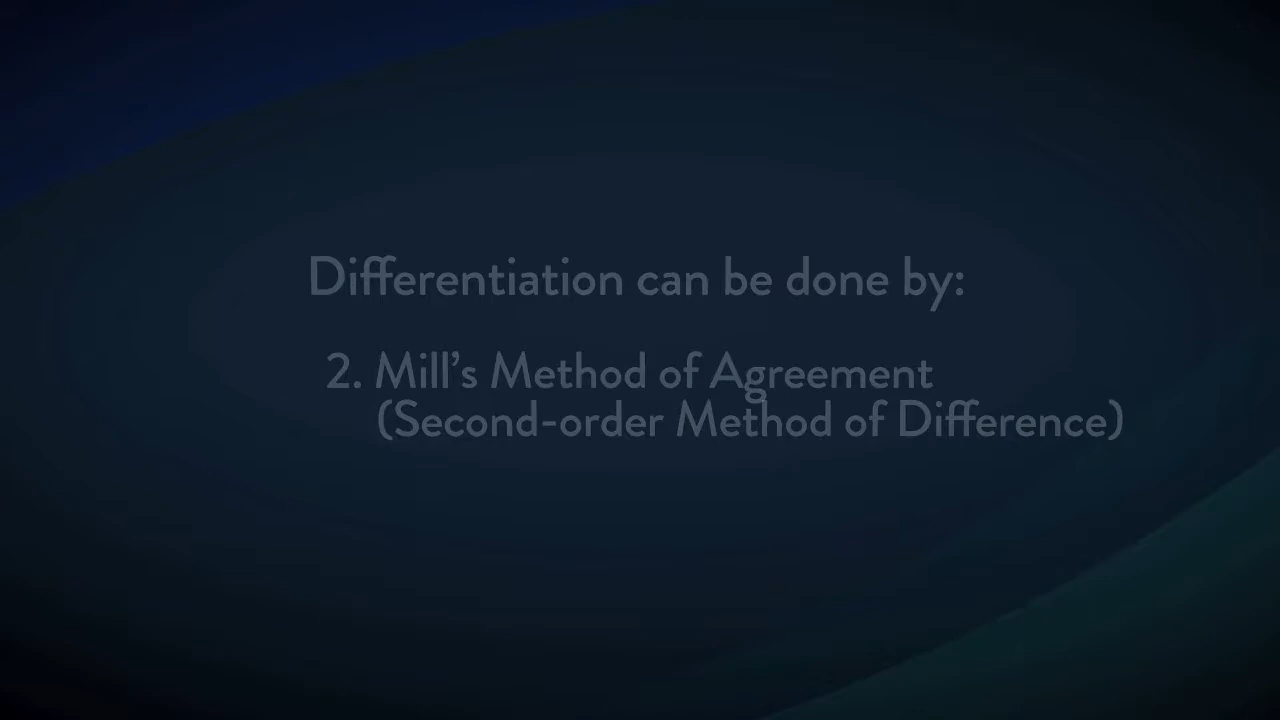 Differentiation can be done by:
2. Mill’s Method of Agreement
(Second-order Method of Difference)